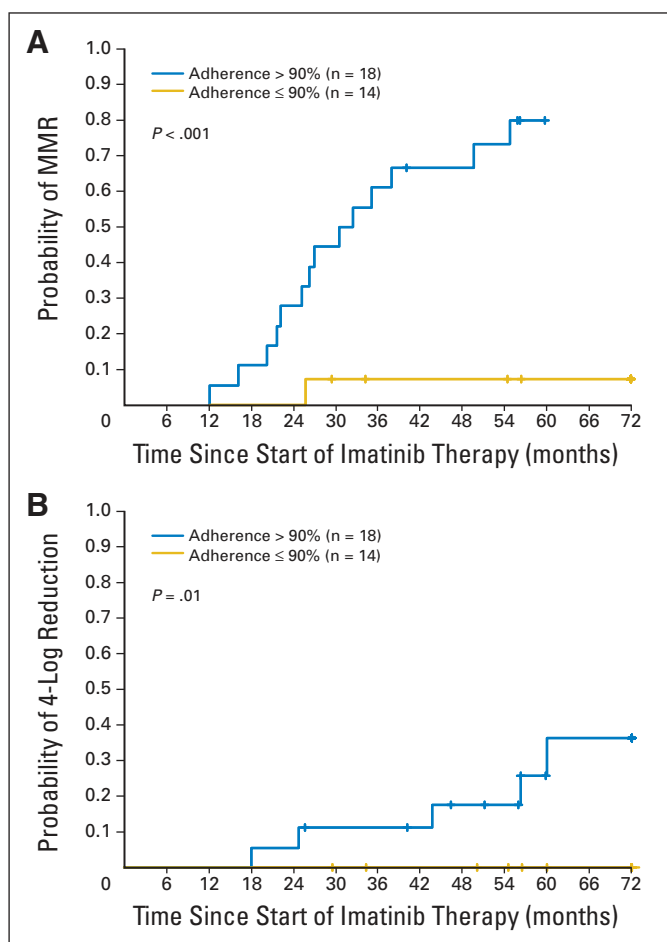 A
Probability of MMR
1.0
0.9
0.8
0.7
0.6
0.5
0.4
0.3
0.2
0.1
Adherence > 90% (n = 18)
Adherence ≤ 90% (n = 14)
P < .001
0 6 12 18 24 30 36 42 48 54 60 66 72
Time Since Start of Imatinib Therapy (months)
B
Probability of 4-Log Reduction
1.0
0.9
0.8
0.7
0.6
0.5
0.4
0.3
0.2
0.1
Adherence > 90% (n = 18)
Adherence ≤ 90% (n = 14)
P = .01
0 6 12 18 24 30 36 42 48 54 60 66 72
Time Since Start of Imatinib Therapy (months)